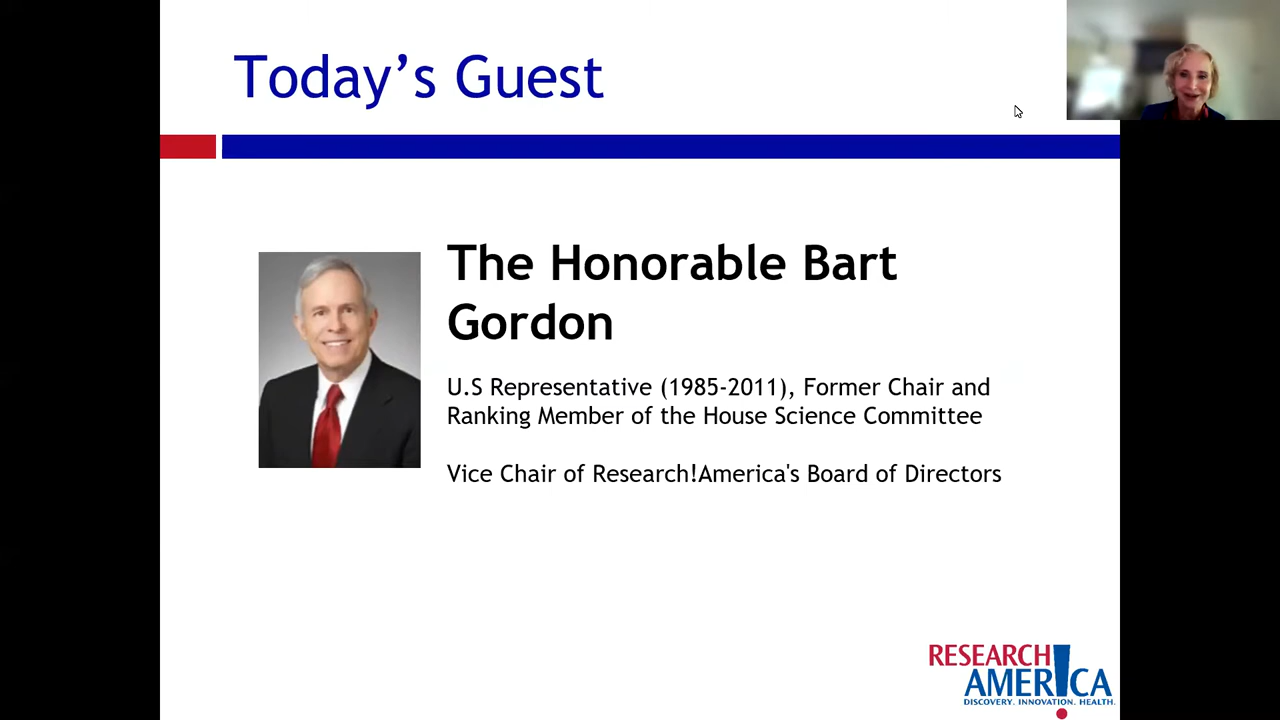 Today's Guest
The Honorable Bart
Gordon
U.S Representative (1985-2011), Former Chair and
Ranking Member of the House Science Committee
Vice Chair of Research!America's Board of Directors
RESEARCH
AMERICA
DISCOVERY. INNOVATION. HEALTH.